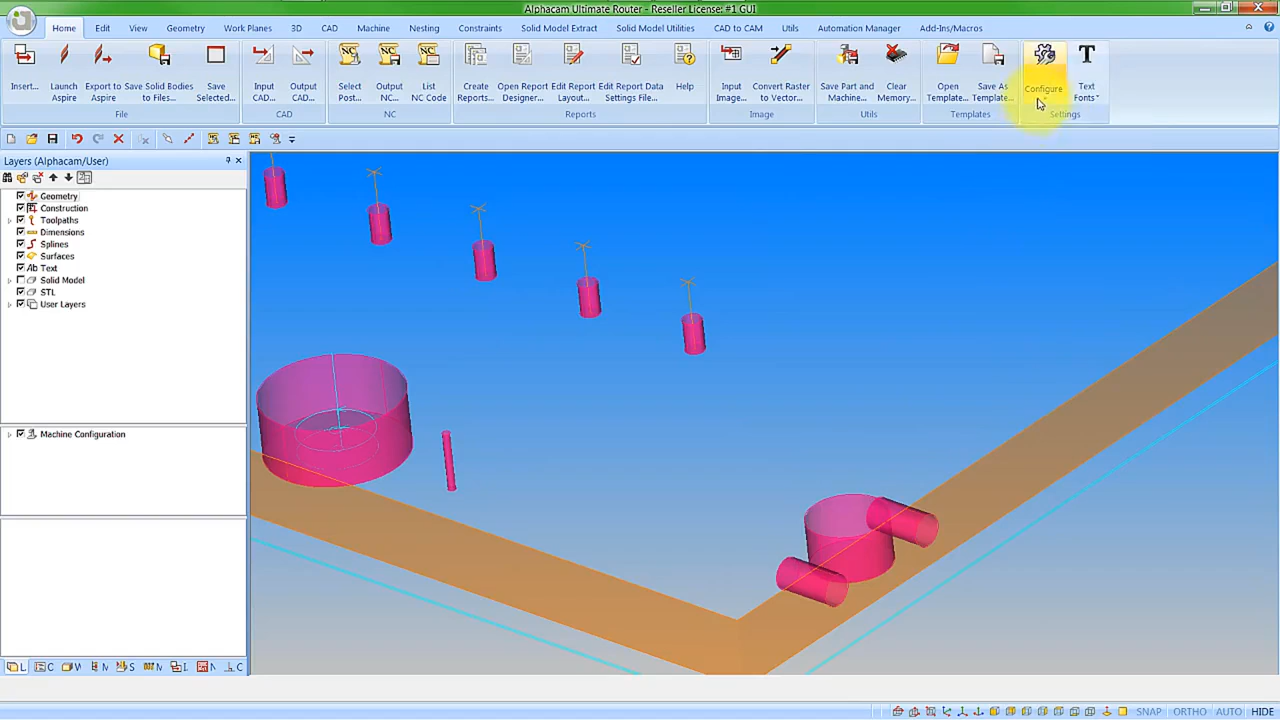 Alphacam Ultimate Router - Reseller License: #1 GUI
Home Edit View Geometry Work Planes 3D CAD Machine Nesting Constraints Solid Model Extract Solid Model Utilities CAD to CAM Utils Automation Manager Add-Ins/Macros
Insert... Launch Aspire Export to Aspire Save Solid Bodies to Files... Save Selected...
File
Input CAD... Output CAD...
CAD
Select Post... Output NC... List NC Code
NC
Create Reports... Open Report Designer... Edit Report Layout... Edit Report Data Settings File... Help
Reports
Input Image... Convert Raster to Vector...
Image
Save Part and Machine... Clear Memory...
Utils
Open Template... Save As Template...
Templates
Configure Text Fonts
Settings
Layers (Alphacam/User)
Geometry
Construction
Toolpaths
Dimensions
Splines
Surfaces
Ab Text
Solid Model
STL
User Layers
Machine Configuration
L C M S M I N C
SNAP ORTHO AUTO HIDE